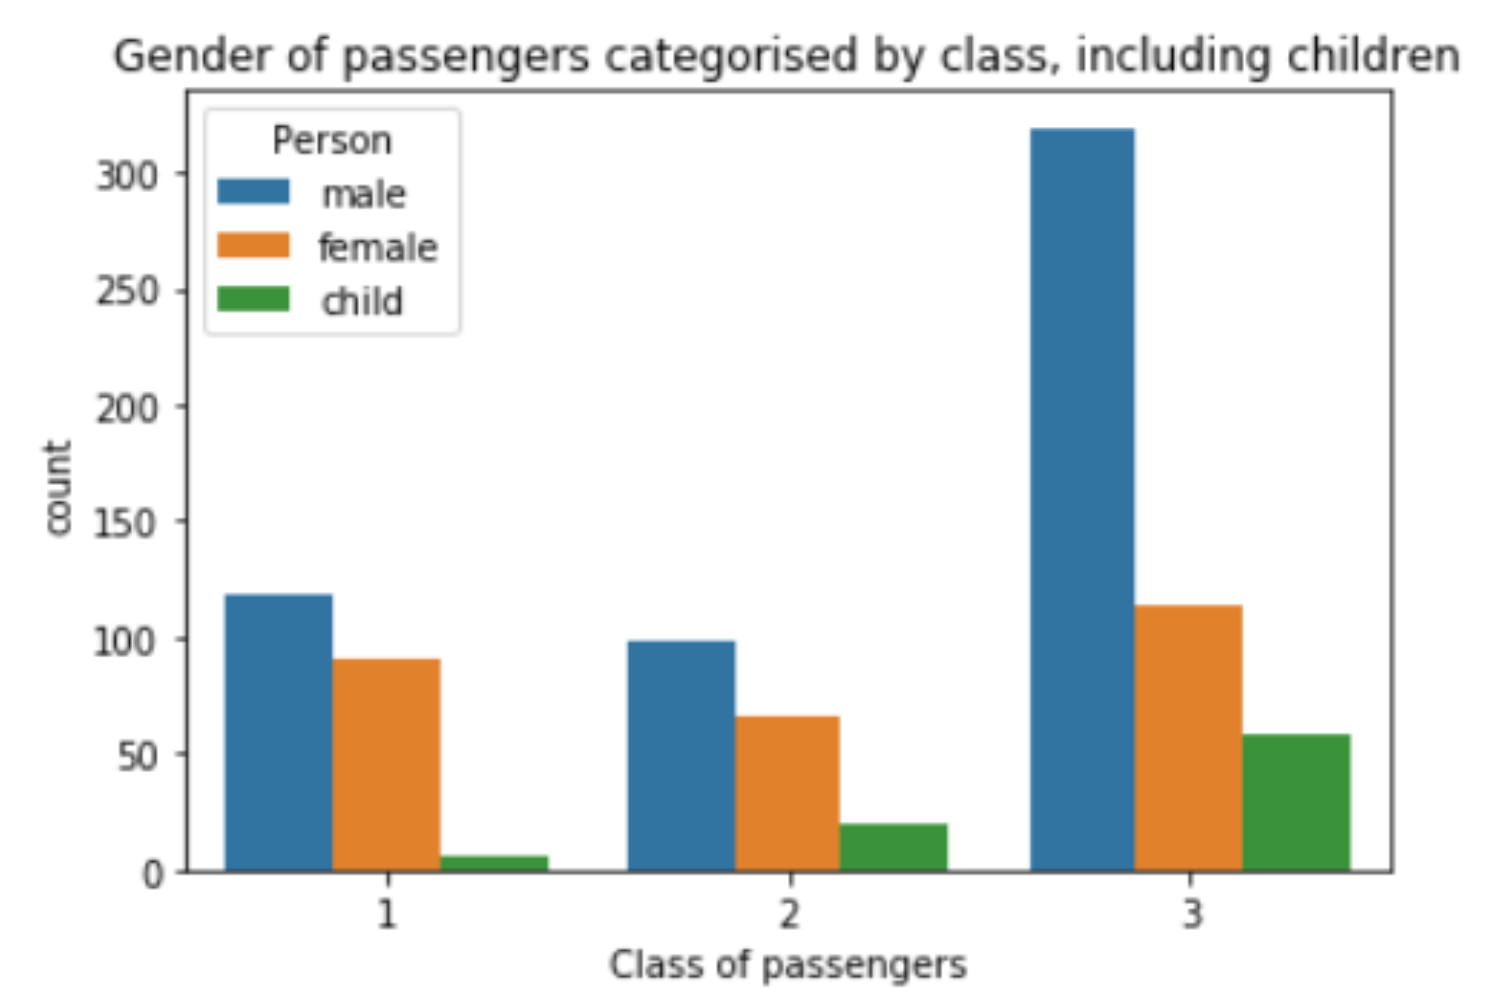 Gender of passengers categorised by class, including children
Person
male
female
child
300
250
200
150
100
50
0
count
1 2 3
Class of passengers